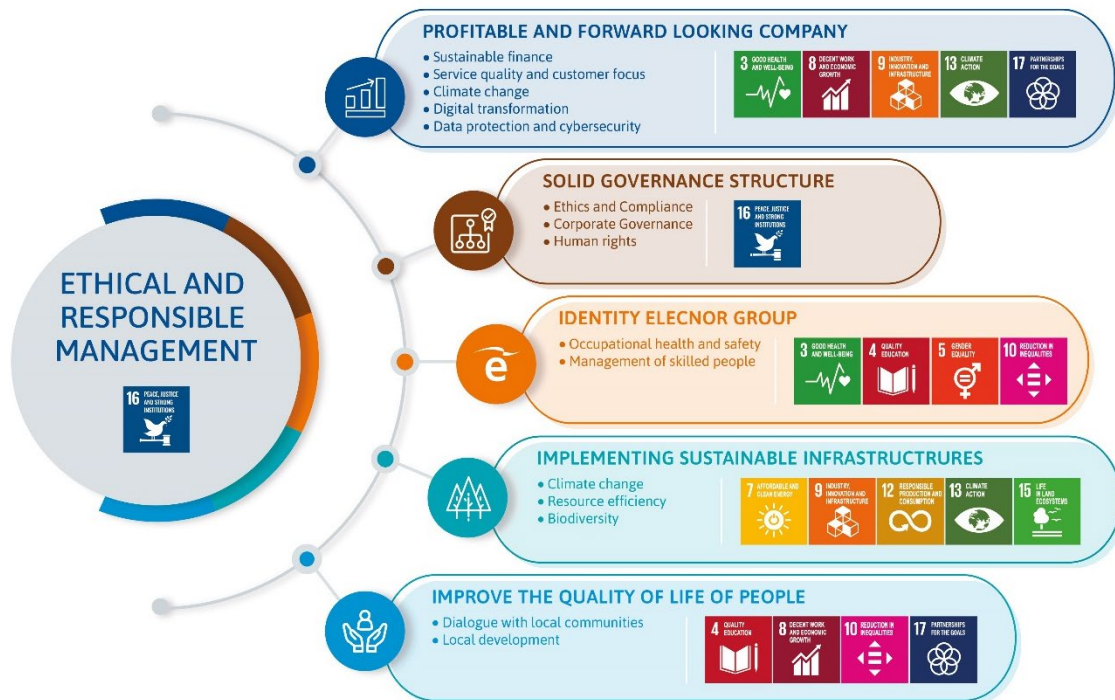 ETHICAL AND
RESPONSIBLE
MANAGEMENT
16 PEACE, JUSTICE
AND STRONG
INSTITUTIONS
PROFITABLE AND FORWARD LOOKING COMPANY
• Sustainable finance
• Service quality and customer focus
• Climate change
• Digital transformation
• Data protection and cybersecurity
3 GOOD HEALTH
AND WELL-BEING
8 DECENT WORK
AND ECONOMIC
GROWTH
9 INDUSTRY,
INNOVATION AND
INFRASTRUCTURE
13 CLIMATE
ACTION
17 PARTNERSHIPS
FOR THE GOALS
SOLID GOVERNANCE STRUCTURE
• Ethics and Compliance
• Corporate Governance
• Human rights
16 PEACE, JUSTICE
AND STRONG
INSTITUTIONS
e
IDENTITY ELECNOR GROUP
• Occupational health and safety
• Management of skilled people
3 GOOD HEALTH
AND WELL-BEING
4 QUALITY
EDUCATION
5 GENDER
EQUALITY
10 REDUCTION IN
INEQUALITIES
IMPLEMENTING SUSTAINABLE INFRASTRUCTRURES
• Climate change
• Resource efficiency
• Biodiversity
7 AFFORDABLE AND
CLEAN ENERGY
9 INDUSTRY,
INNOVATION AND
INFRASTRUCTURE
12 RESPONSIBLE
PRODUCTION AND
CONSUMPTION
13 CLIMATE
ACTION
15 LIFE
IN LAND
ECOSYSTEMS
IMPROVE THE QUALITY OF LIFE OF PEOPLE
• Dialogue with local communities
• Local development
4 QUALITY
EDUCATION
8 DECENT WORK
AND ECONOMIC
GROWTH
10 REDUCTION IN
INEQUALITIES
17 PARTNERSHIPS
FOR THE GOALS